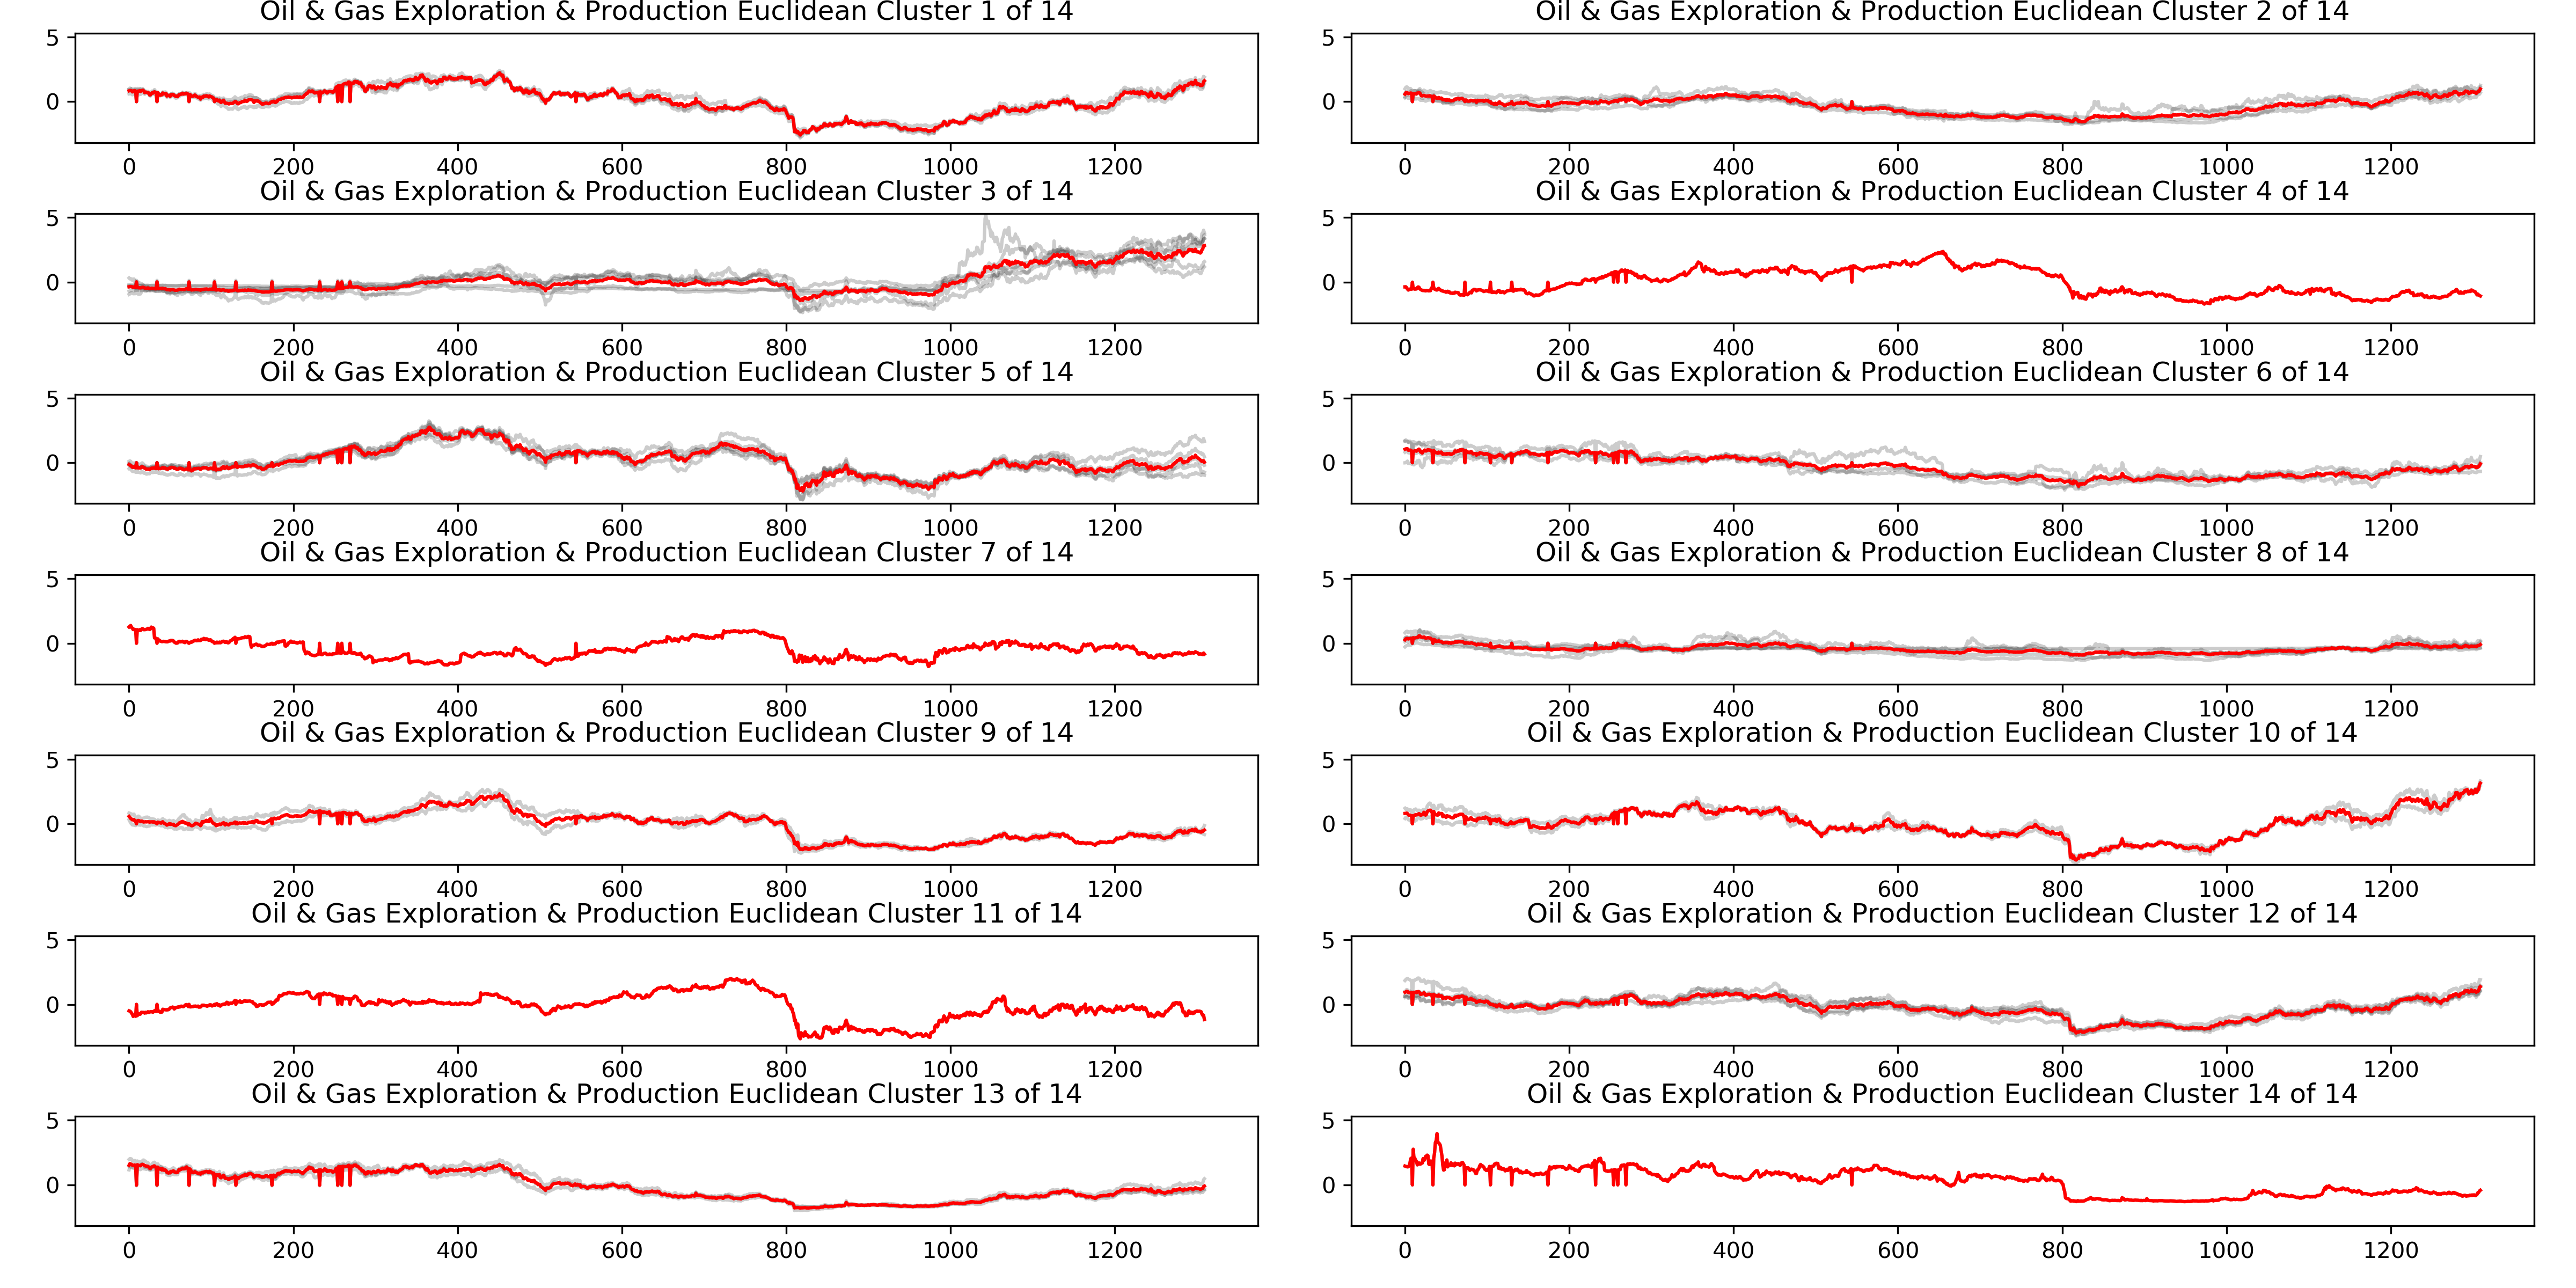 Oil & Gas Exploration & Production Euclidean Cluster 1 of 14
5
0
0 200 400 600 800 1000 1200
Oil & Gas Exploration & Production Euclidean Cluster 2 of 14
5
0
0 200 400 600 800 1000 1200
Oil & Gas Exploration & Production Euclidean Cluster 3 of 14
5
0
0 200 400 600 800 1000 1200
Oil & Gas Exploration & Production Euclidean Cluster 4 of 14
5
0
0 200 400 600 800 1000 1200
Oil & Gas Exploration & Production Euclidean Cluster 5 of 14
5
0
0 200 400 600 800 1000 1200
Oil & Gas Exploration & Production Euclidean Cluster 6 of 14
5
0
0 200 400 600 800 1000 1200
Oil & Gas Exploration & Production Euclidean Cluster 7 of 14
5
0
0 200 400 600 800 1000 1200
Oil & Gas Exploration & Production Euclidean Cluster 8 of 14
5
0
0 200 400 600 800 1000 1200
Oil & Gas Exploration & Production Euclidean Cluster 9 of 14
5
0
0 200 400 600 800 1000 1200
Oil & Gas Exploration & Production Euclidean Cluster 10 of 14
5
0
0 200 400 600 800 1000 1200
Oil & Gas Exploration & Production Euclidean Cluster 11 of 14
5
0
0 200 400 600 800 1000 1200
Oil & Gas Exploration & Production Euclidean Cluster 12 of 14
5
0
0 200 400 600 800 1000 1200
Oil & Gas Exploration & Production Euclidean Cluster 13 of 14
5
0
0 200 400 600 800 1000 1200
Oil & Gas Exploration & Production Euclidean Cluster 14 of 14
5
0
0 200 400 600 800 1000 1200